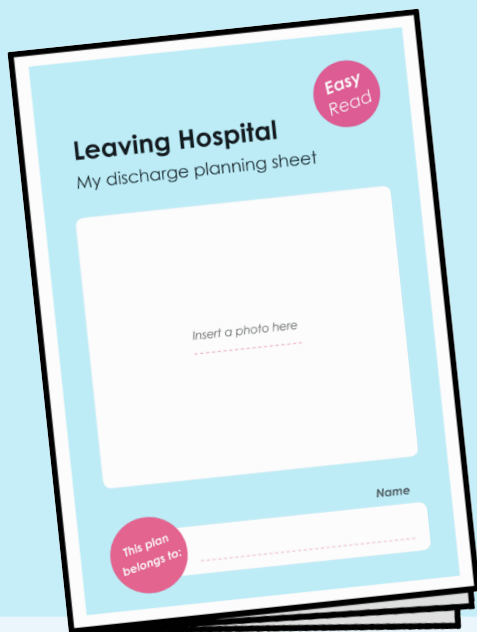 Easy
Read
Leaving Hospital
My discharge planning sheet
Insert a photo here
Name
This plan
belongs to: